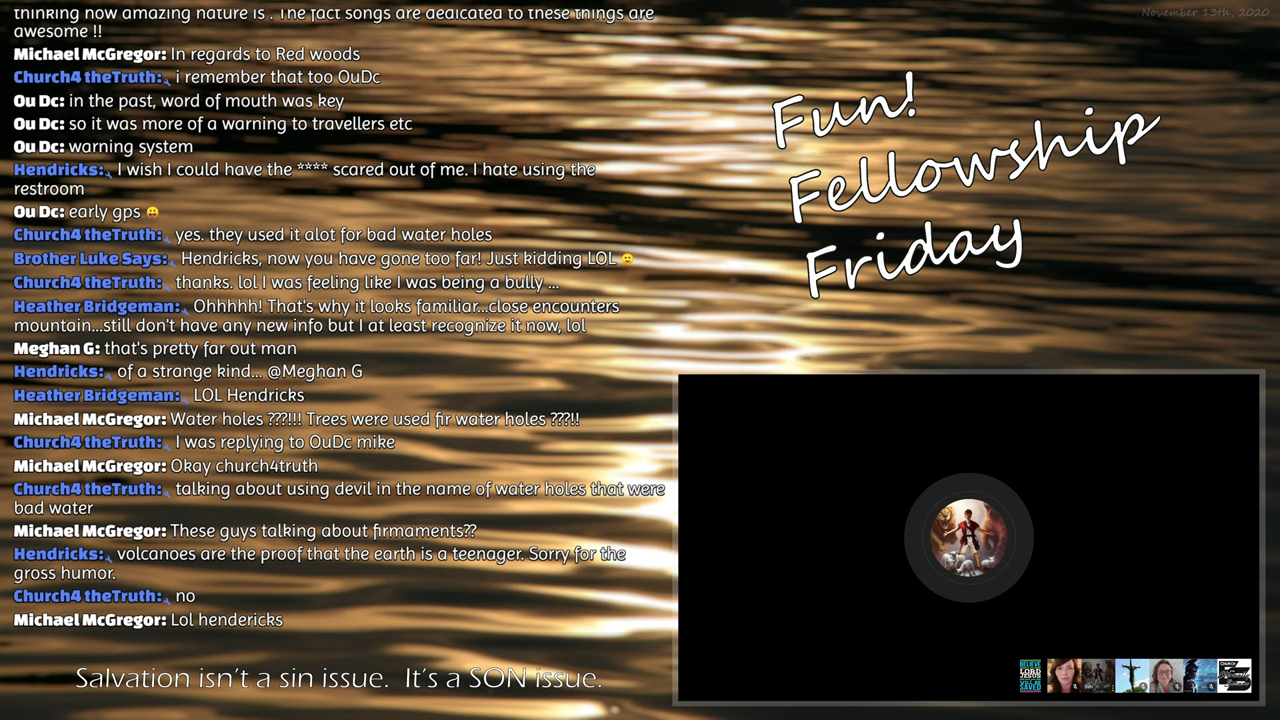 thinking how amazing nature is . The fact songs are dedicated to these things are
awesome !!
Michael McGregor: In regards to Red woods
Church4 theTruth: i remember that too OuDc
Ou Dc: in the past, word of mouth was key
Ou Dc: so it was more of a warning to travellers etc
Ou Dc: warning system
Hendricks: I wish I could have the **** scared out of me. I hate using the
restroom
Ou Dc: early gps 😛
Church4 theTruth: yes. they used it alot for bad water holes
Brother Luke Says: Hendricks, now you have gone too far! Just kidding LOL 🙂
Church4 theTruth: thanks. lol I was feeling like I was being a bully ...
Heather Bridgeman: Ohhhhh! That's why it looks familiar...close encounters
mountain...still don't have any new info but I at least recognize it now, lol
Meghan G: that's pretty far out man
Hendricks: of a strange kind... @Meghan G
Heather Bridgeman: LOL Hendricks
Michael McGregor: Water holes ???!!! Trees were used fir water holes ???!!
Church4 theTruth: I was replying to OuDc mike
Michael McGregor: Okay church4truth
Church4 theTruth: talking about using devil in the name of water holes that were
bad water
Michael McGregor: These guys talking about firmaments??
Hendricks: volcanoes are the proof that the earth is a teenager. Sorry for the
gross humor.
Church4 theTruth: no
Michael McGregor: Lol hendericks
Salvation isn't a sin issue. It's a SON issue.
November 13th, 2020
Fun!
Fellowship
Friday
BELIEVE
LORD
JESUS
SAVED